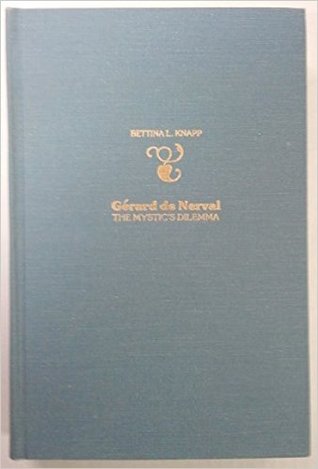 BETTINA L. KNAPP
Gérard de Nerval
THE MYSTIC'S DILEMMA